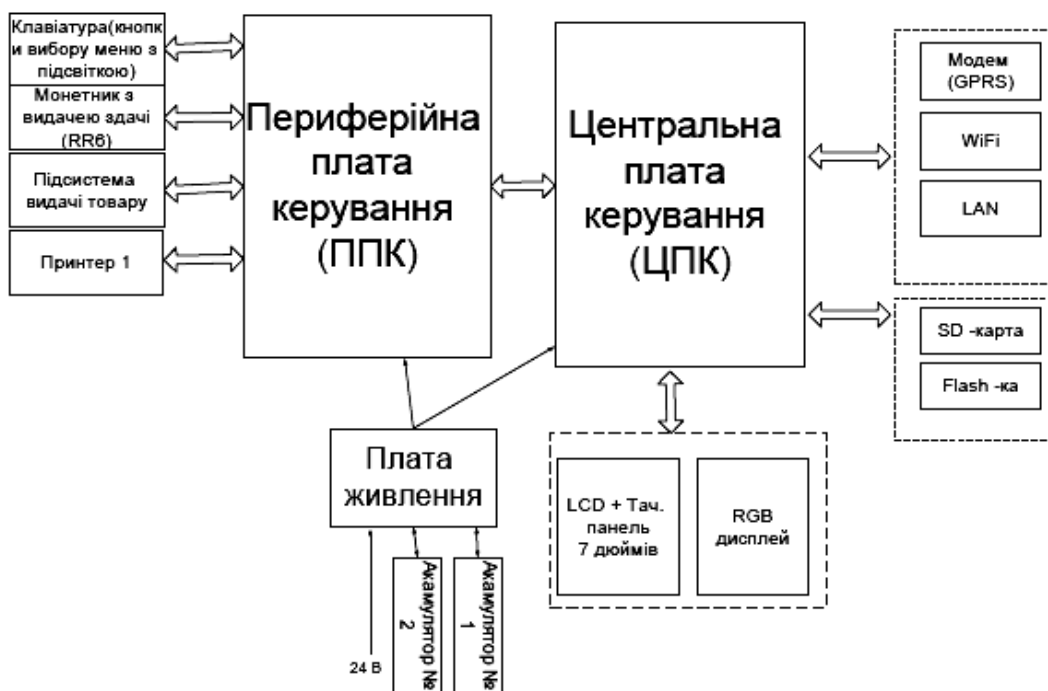 Клавіатура(кнопк
и вибору меню з
підсвіткою)
Монетник з
видачею здачі
(RR6)
Підсистема
видачі товару
Принтер 1
Периферійна
плата
керування
(ППК)
Центральна
плата
керування
(ЦПК)
Модем
(GPRS)
WiFi
LAN
SD -карта
Flash -ка
Плата
живлення
LCD + Тач.
панель
7 дюймів
RGB
дисплей
24 В
Акамулятор №
2
Акамулятор №
1